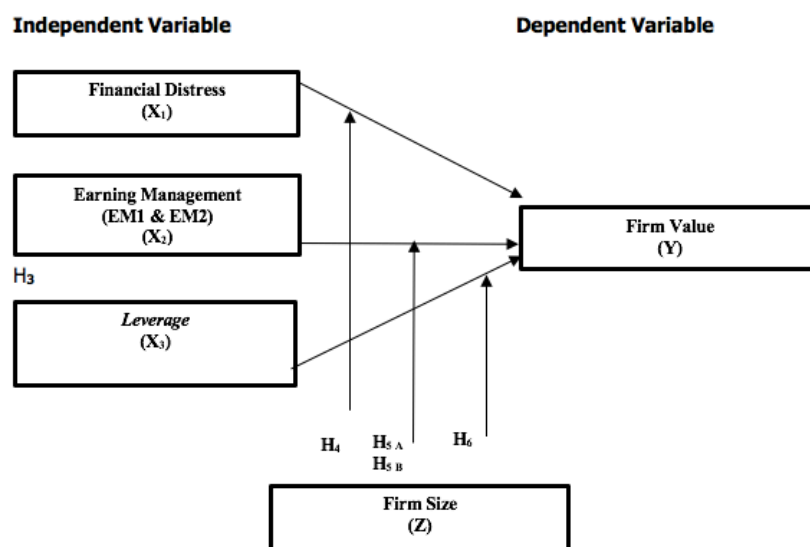 Independent Variable
Dependent Variable
Financial Distress
(X₁)
Earning Management
(EM1 & EM2)
(X₂)
Firm Value
(Y)
H₃
Leverage
(X₃)
H₄
H₅ A
H₅ B
H₆
Firm Size
(Z)